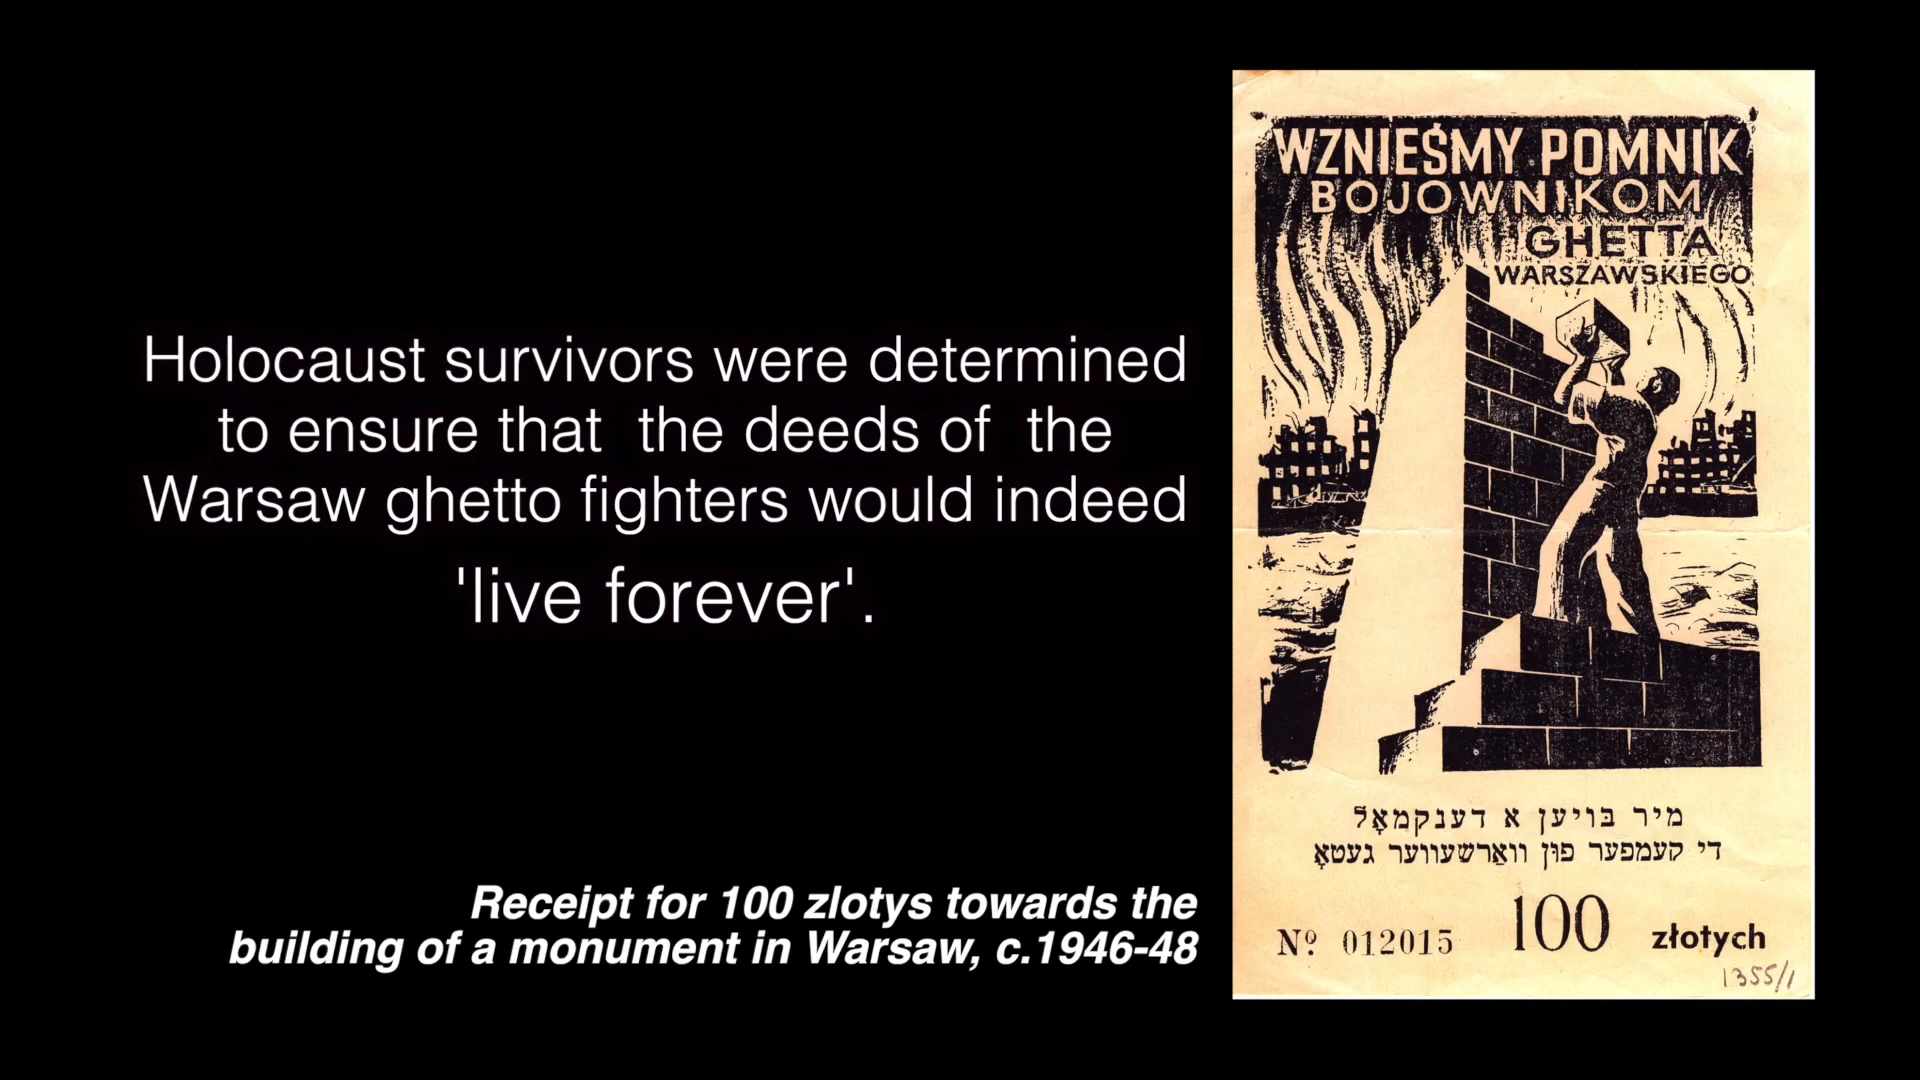 Holocaust survivors were determined
to ensure that the deeds of the
Warsaw ghetto fighters would indeed
'live forever'.
Receipt for 100 zlotys towards the
building of a monument in Warsaw, c.1946-48
WZNIEŚMY POMNIK
BOJOWNIKOM
GHETTA
WARSZAWSKIEGO
מיר בויען א דענקמאָל
די קעמפער פון ווארשעווער געטאָ
Nº 012015 100 złotych
1355/1